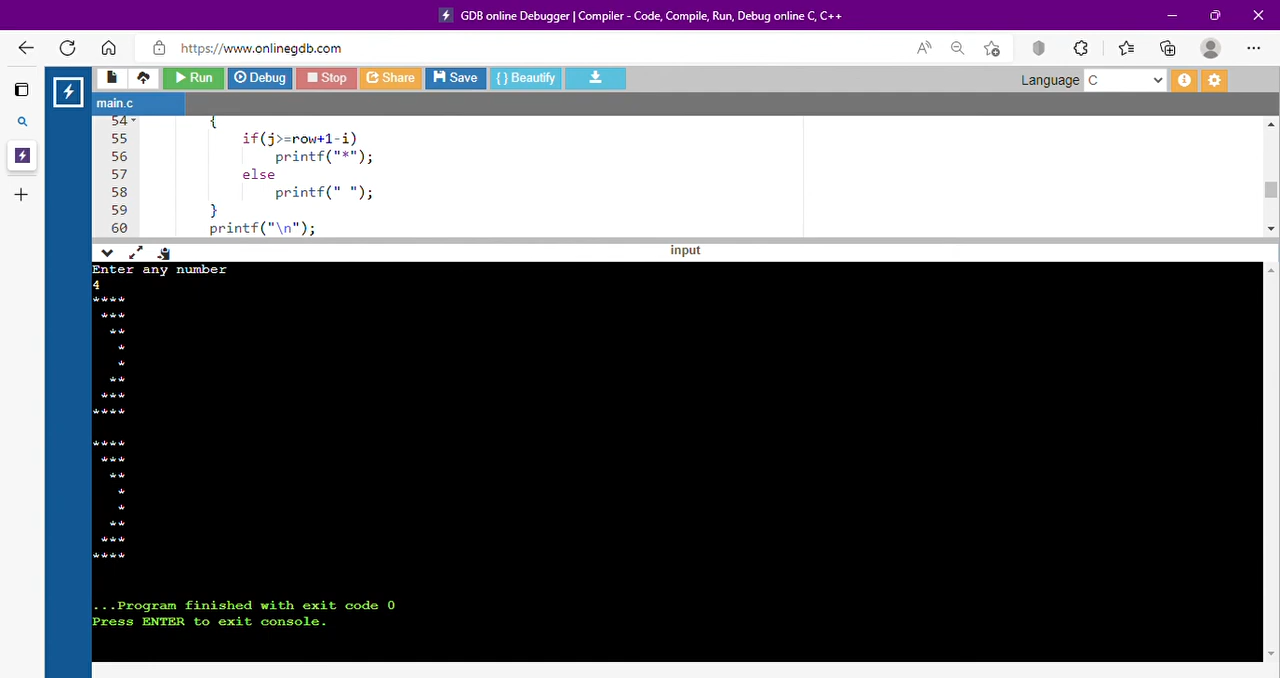 GDB online Debugger | Compiler - Code, Compile, Run, Debug online C, C++
https://www.onlinegdb.com
Run Debug Stop Share Save { } Beautify Language C
main.c
54 {
55 if(j>=row+1-i)
56 printf("*");
57 else
58 printf(" ");
59 }
60 printf("\n");
input
Enter any number
4
****
 ***
  **
   *
   *
  **
 ***
****

****
 ***
  **
   *
   *
  **
 ***
****

...Program finished with exit code 0
Press ENTER to exit console.